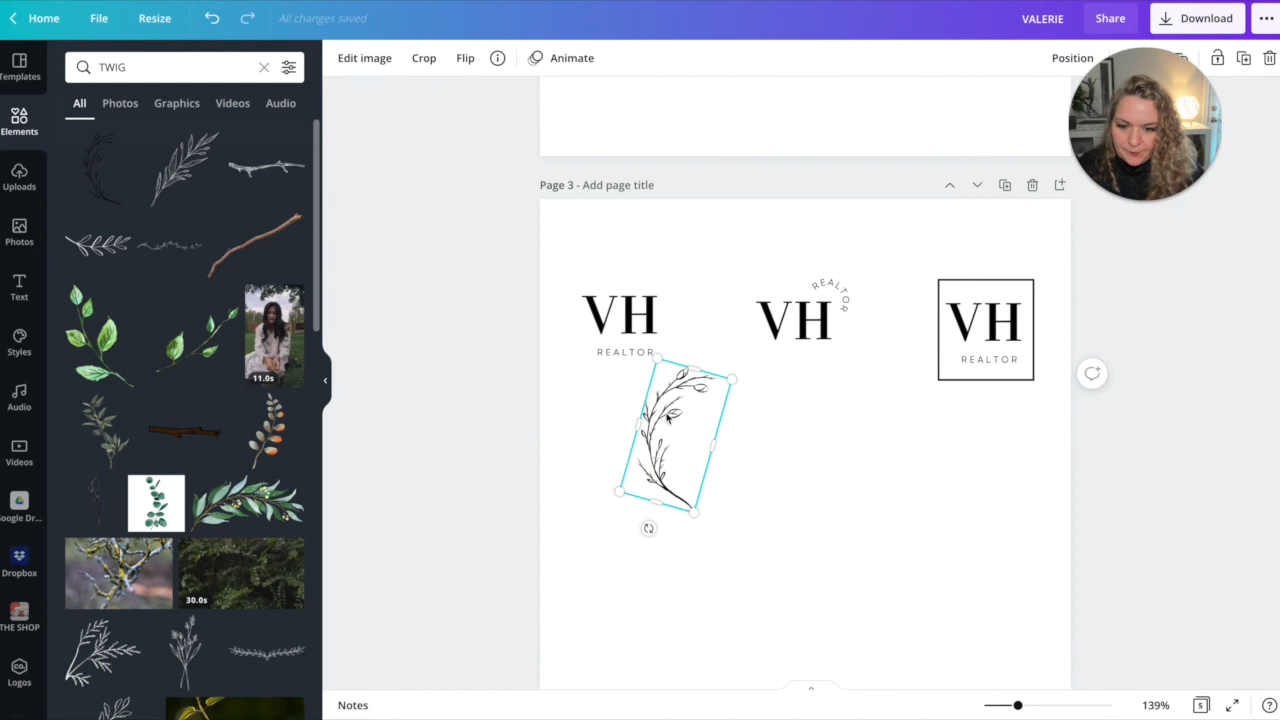 Home File Resize All changes saved VALERIE Share Download
Templates
Elements
Uploads
Photos
Text
Styles
Audio
Videos
Google Dr...
Dropbox
THE SHOP
Logos
TWIG
All Photos Graphics Videos Audio
11.0s
30.0s
Edit image Crop Flip Animate Position
Page 3 - Add page title
VH
REALTOR
VH
REALTOR
VH
REALTOR
CO.
Notes 139% 5